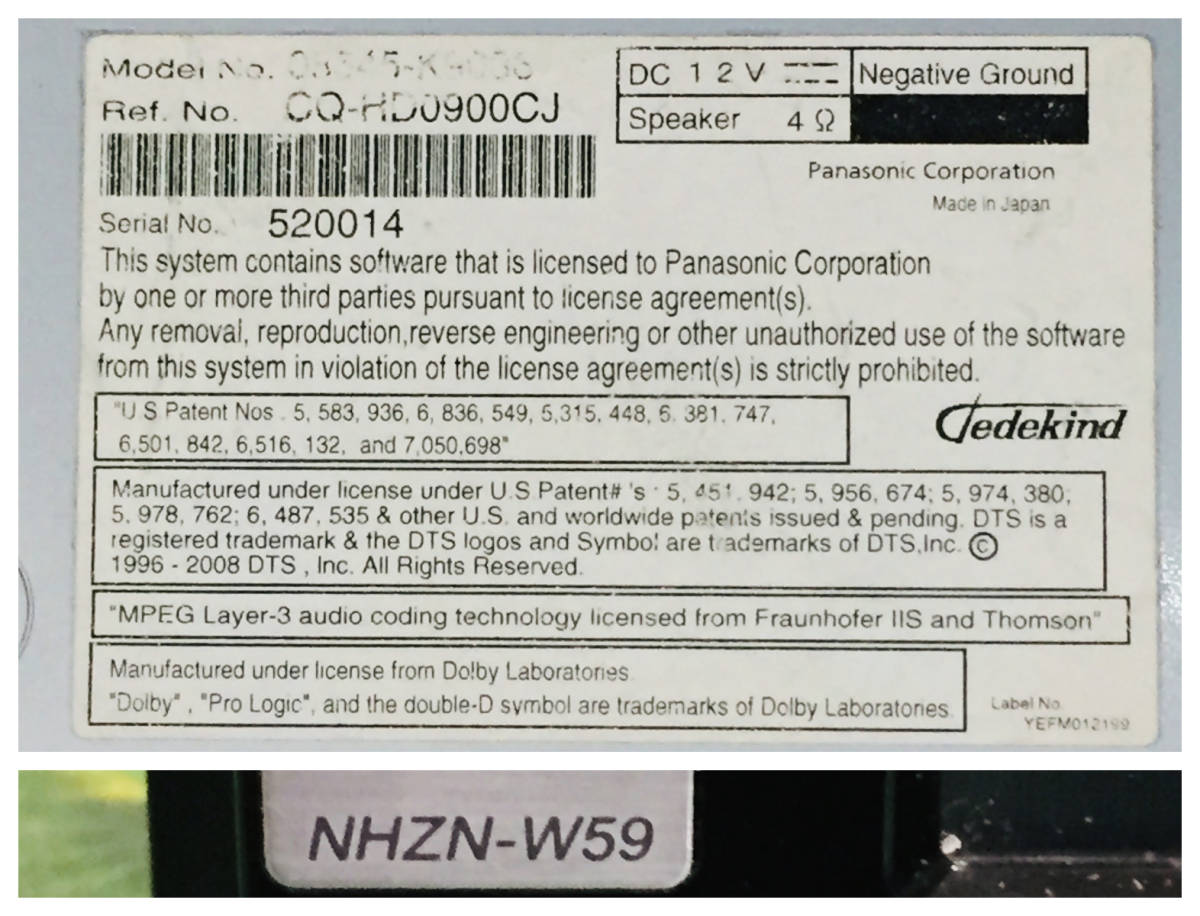 Model No.
Ref. No. CQ-HD0900CJ
DC 12V Negative Ground
Speaker 4 Ω
Panasonic Corporation
Made in Japan
Serial No. 520014
This system contains software that is licensed to Panasonic Corporation
by one or more third parties pursuant to license agreement(s).
Any removal, reproduction,reverse engineering or other unauthorized use of the software
from this system in violation of the license agreement(s) is strictly prohibited.
"U S Patent Nos . 5, 583, 936, 6, 836, 549, 5,315, 448, 6, 381, 747,
6,501, 842, 6,516, 132, and 7,050,698"
Gedekind
Manufactured under license under U.S.Patent# 's : 5, 451, 942; 5, 956, 674; 5, 974, 380;
5, 978, 762; 6, 487, 535 & other U.S. and worldwide patents issued & pending. DTS is a
registered trademark & the DTS logos and Symbol are trademarks of DTS,Inc. ©
1996 - 2008 DTS , Inc. All Rights Reserved.
"MPEG Layer-3 audio coding technology licensed from Fraunhofer IIS and Thomson"
Manufactured under license from Dolby Laboratories
"Dolby" , "Pro Logic", and the double-D symbol are trademarks of Dolby Laboratories.
Label No.
YEFM012199
NHZN-W59